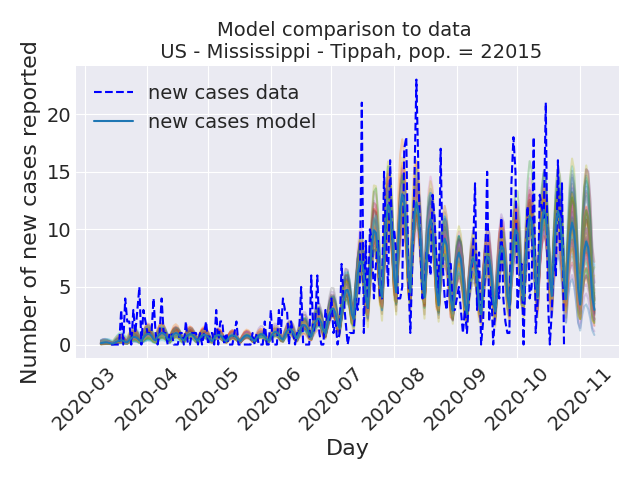 Model comparison to data
US - Mississippi - Tippah, pop. = 22015
Number of new cases reported
20
15
10
5
0
new cases data
new cases model
2020-03
2020-04
2020-05
2020-06
2020-07
2020-08
2020-09
2020-10
2020-11
Day